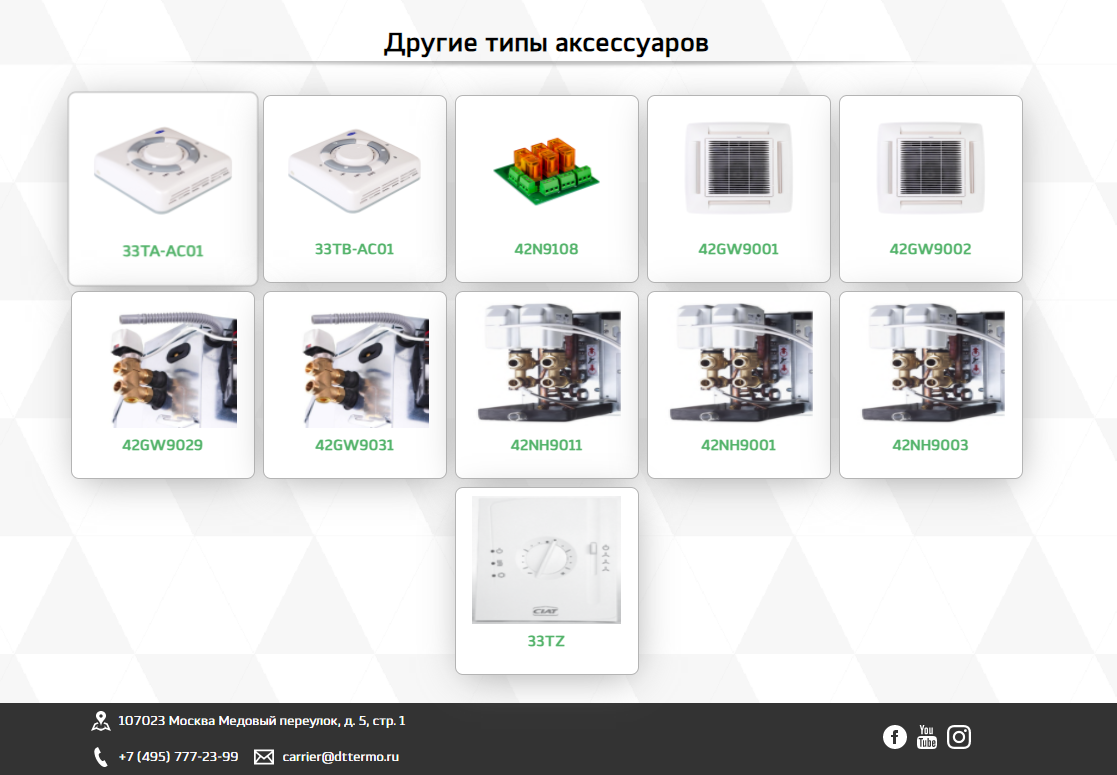 Другие типы аксессуаров
33TA-AC01
33TB-AC01
42N9108
42GW9001
42GW9002
42GW9029
42GW9031
42NH9011
42NH9001
42NH9003
CIAT
33TZ
107023 Москва Медовый переулок, д. 5, стр. 1
+7 (495) 777-23-99
carrier@dttermo.ru
You
Tube